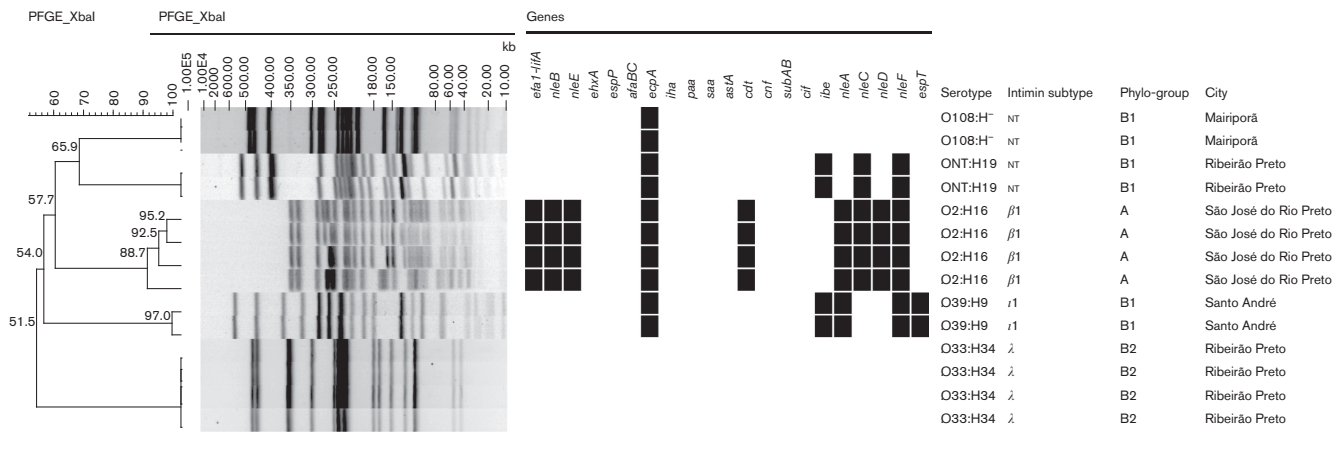 PFGE_XbaI PFGE_XbaI Genes
kb
60 70 80 90 100 1.00E5 1.00E4 2000 600.00 500.00 400.00 350.00 300.00 250.00 180.00 150.00 80.00 60.00 40.00 20.00 10.00 efa1-lifA nleB nleE ehxA espP afaBC ecpA iha paa saa astA cdt cnf subAB cif ibe nleA nleC nleD nleF espT Serotype Intimin subtype Phylo-group City
O108:H⁻ NT B1 Mairiporã
O108:H⁻ NT B1 Mairiporã
65.9
ONT:H19 NT B1 Ribeirão Preto
ONT:H19 NT B1 Ribeirão Preto
57.7
95.2 O2:H16 β1 A São José do Rio Preto
92.5 O2:H16 β1 A São José do Rio Preto
54.0 88.7 O2:H16 β1 A São José do Rio Preto
O2:H16 β1 A São José do Rio Preto
O39:H9 ι1 B1 Santo André
51.5 97.0 O39:H9 ι1 B1 Santo André
O33:H34 λ B2 Ribeirão Preto
O33:H34 λ B2 Ribeirão Preto
O33:H34 λ B2 Ribeirão Preto
O33:H34 λ B2 Ribeirão Preto